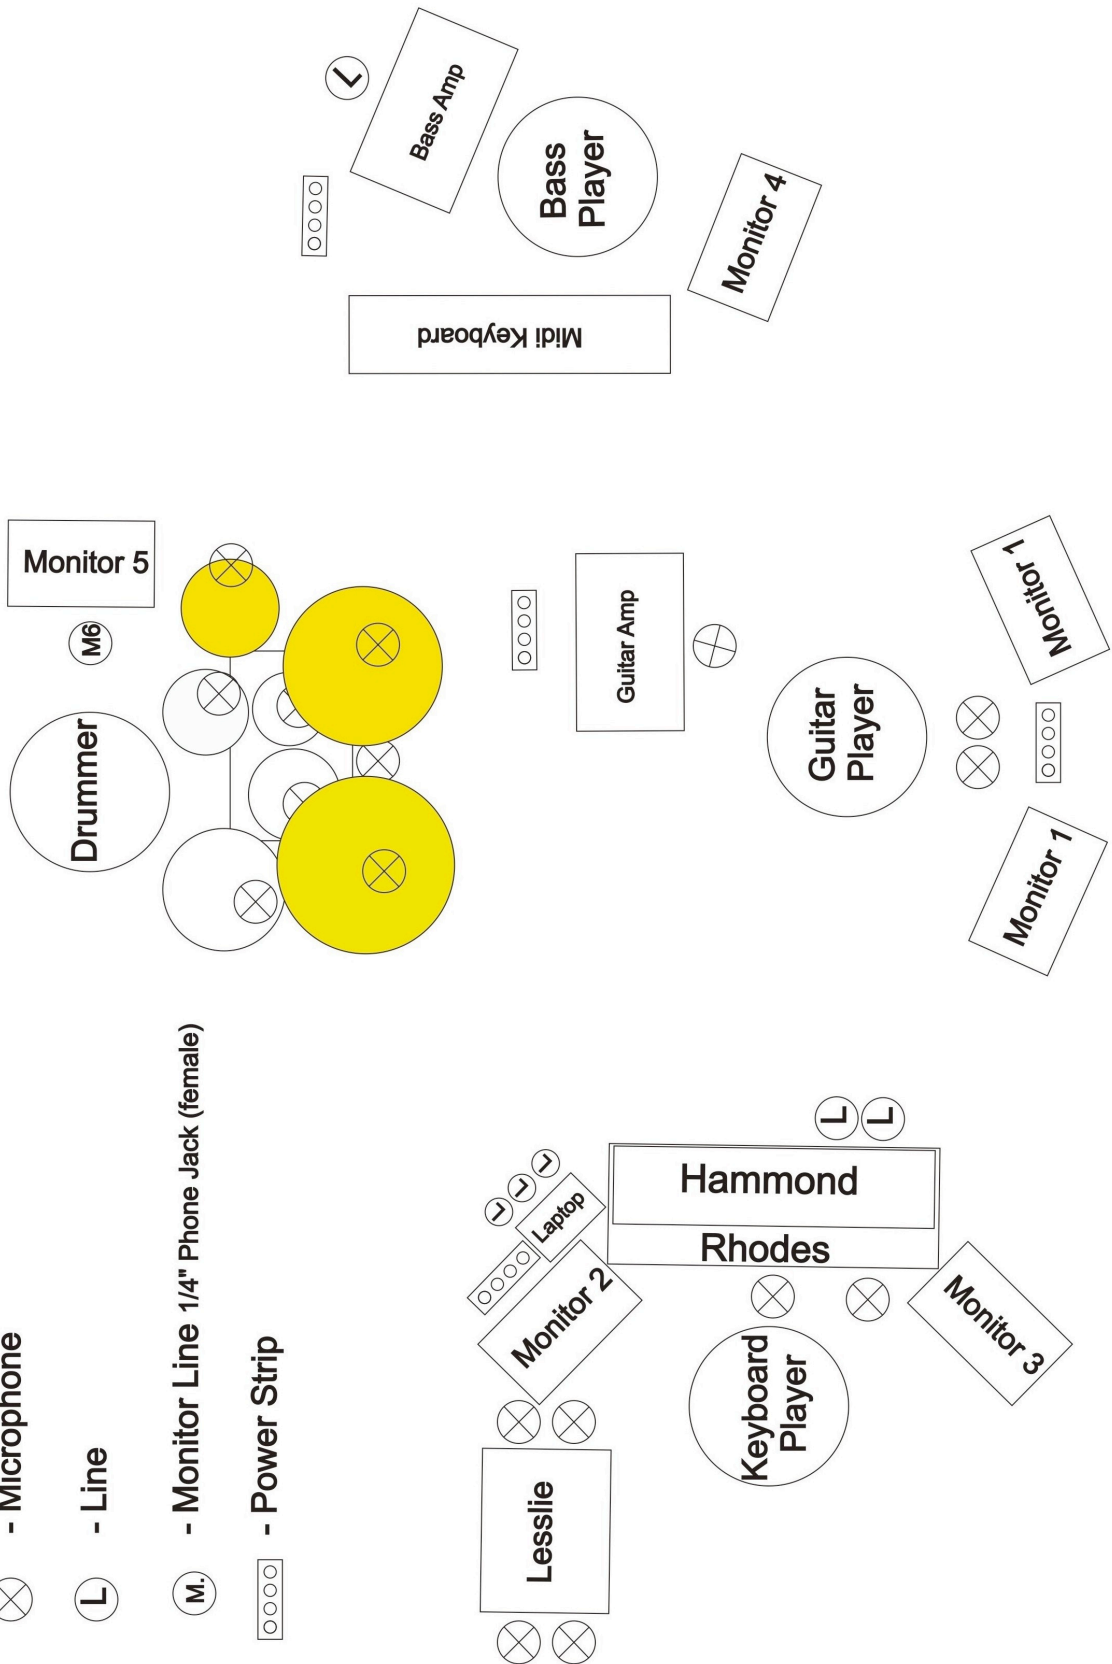 - Microphone
L - Line
M. - Monitor Line 1/4" Phone Jack (female)
- Power Strip
Drummer
M6
Monitor 5
L
Bass Amp
Bass
Player
Midi Keyboard
Monitor 4
Guitar Amp
Guitar
Player
Monitor 1
Monitor 1
L
L
L
Laptop
Monitor 2
Lesslie
Hammond
Rhodes
L
L
Keyboard
Player
Monitor 3